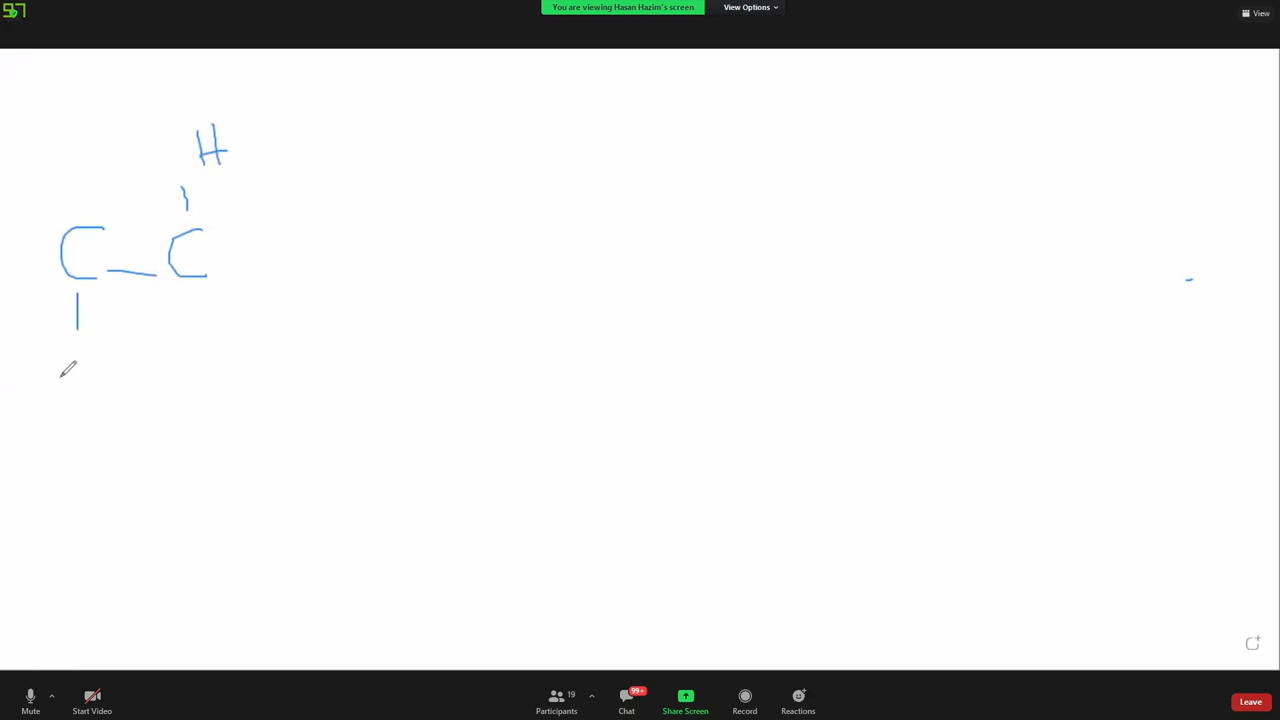 97
You are viewing Hasan Hazim's screen View Options
View
H
C - C
Mute Start Video 19 Participants 99+ Chat Share Screen Record Reactions Leave